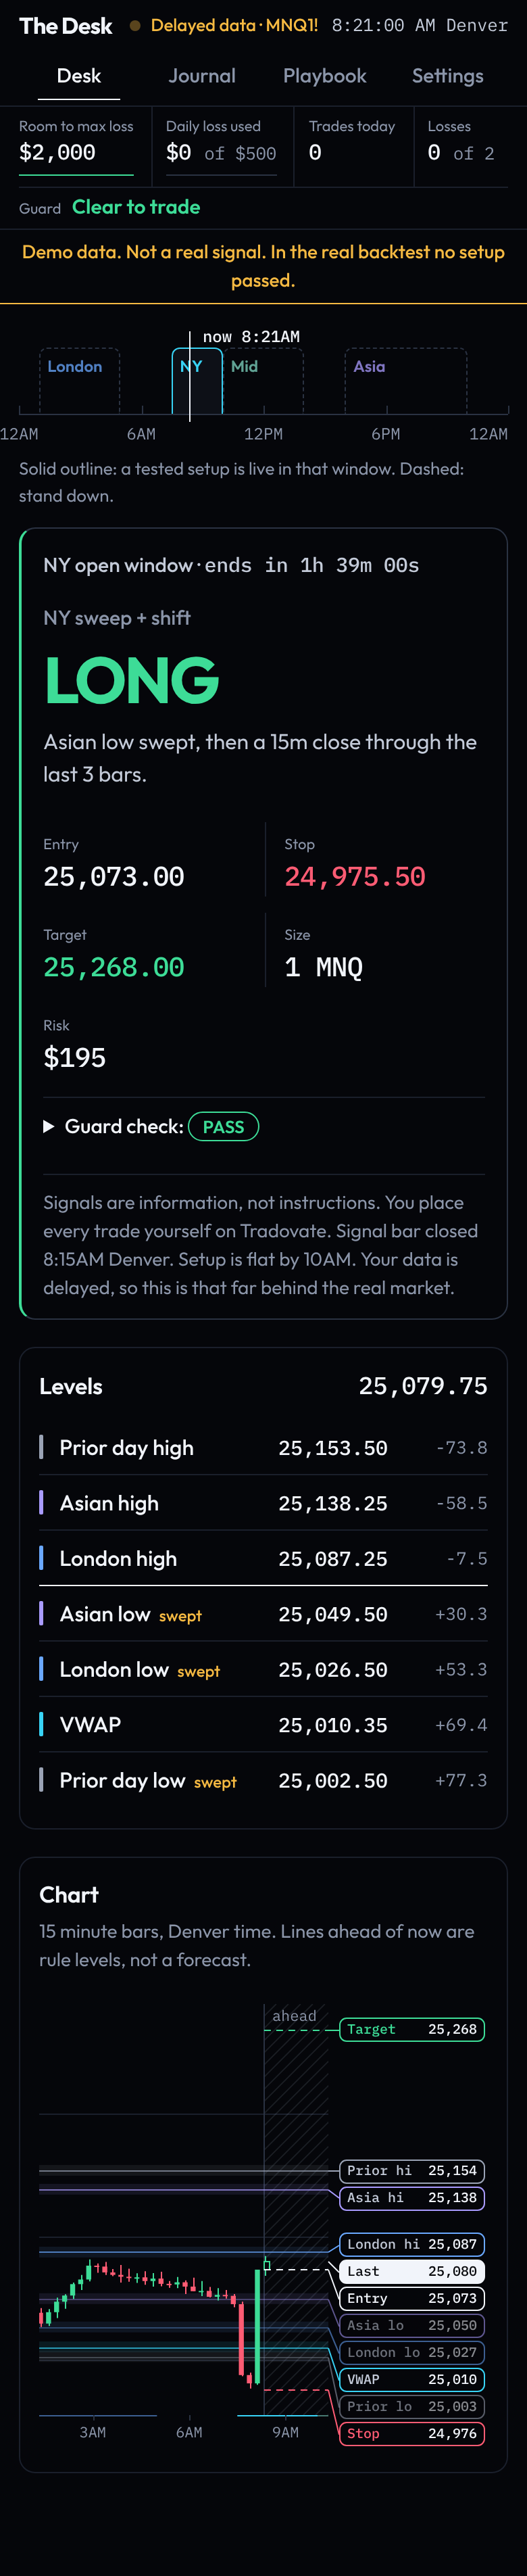 The Desk
Delayed data · MNQ1!
8:21:00 AM Denver
Desk
Journal
Playbook
Settings
Room to max loss
$2,000
Daily loss used
$0 of $500
Trades today
0
Losses
0 of 2
Guard Clear to trade
Demo data. Not a real signal. In the real backtest no setup
passed.
now 8:21AM
London
NY
Mid
Asia
12AM
6AM
12PM
6PM
12AM
Solid outline: a tested setup is live in that window. Dashed:
stand down.
NY open window · ends in 1h 39m 00s
NY sweep + shift
LONG
Asian low swept, then a 15m close through the
last 3 bars.
Entry
25,073.00
Stop
24,975.50
Target
25,268.00
Size
1 MNQ
Risk
$195
Guard check: PASS
Signals are information, not instructions. You place
every trade yourself on Tradovate. Signal bar closed
8:15AM Denver. Setup is flat by 10AM. Your data is
delayed, so this is that far behind the real market.
Levels 25,079.75
Prior day high 25,153.50 -73.8
Asian high 25,138.25 -58.5
London high 25,087.25 -7.5
Asian low swept 25,049.50 +30.3
London low swept 25,026.50 +53.3
VWAP 25,010.35 +69.4
Prior day low swept 25,002.50 +77.3
Chart
15 minute bars, Denver time. Lines ahead of now are
rule levels, not a forecast.
ahead
Target 25,268
Prior hi 25,154
Asia hi 25,138
London hi 25,087
Last 25,080
Entry 25,073
Asia lo 25,050
London lo 25,027
VWAP 25,010
Prior lo 25,003
Stop 24,976
3AM
6AM
9AM